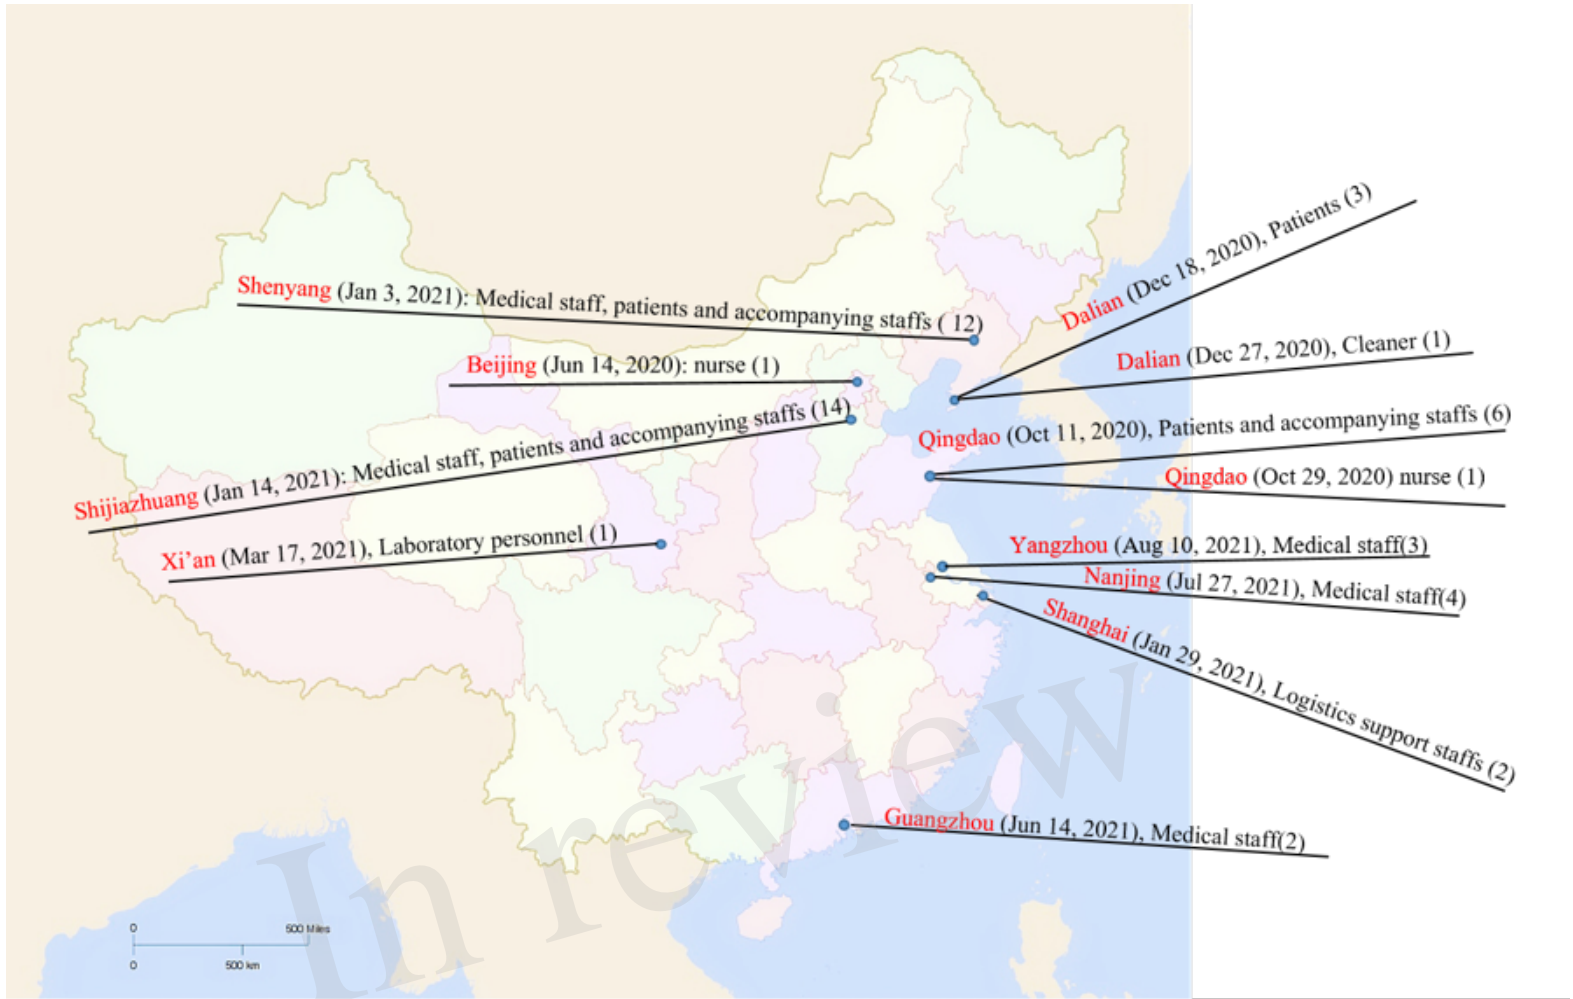 Dalian (Dec 18, 2020), Patients (3)
Shenyang (Jan 3, 2021): Medical staff, patients and accompanying staffs ( 12)
Dalian (Dec 27, 2020), Cleaner (1)
Beijing (Jun 14, 2020): nurse (1)
Shijiazhuang (Jan 14, 2021): Medical staff, patients and accompanying staffs (14)
Qingdao (Oct 11, 2020), Patients and accompanying staffs (6)
Qingdao (Oct 29, 2020) nurse (1)
Xi’an (Mar 17, 2021), Laboratory personnel (1)
Yangzhou (Aug 10, 2021), Medical staff(3)
Nanjing (Jul 27, 2021), Medical staff(4)
Shanghai (Jan 29, 2021), Logistics support staffs (2)
Guangzhou (Jun 14, 2021), Medical staff(2)
In review
0 500 Miles
0 500 km